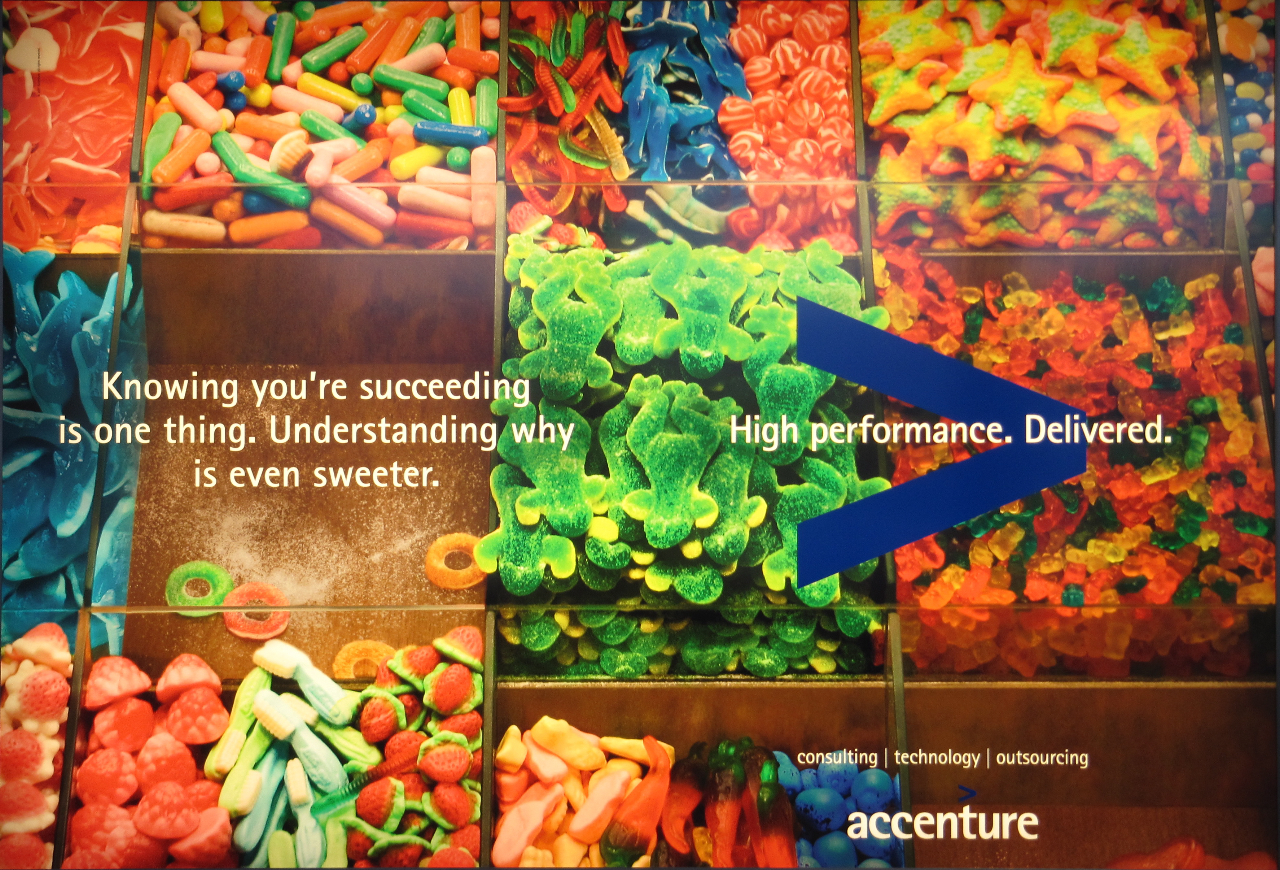 Knowing you're succeeding
is one thing. Understanding why
is even sweeter.
High performance. Delivered.
consulting | technology | outsourcing
accenture